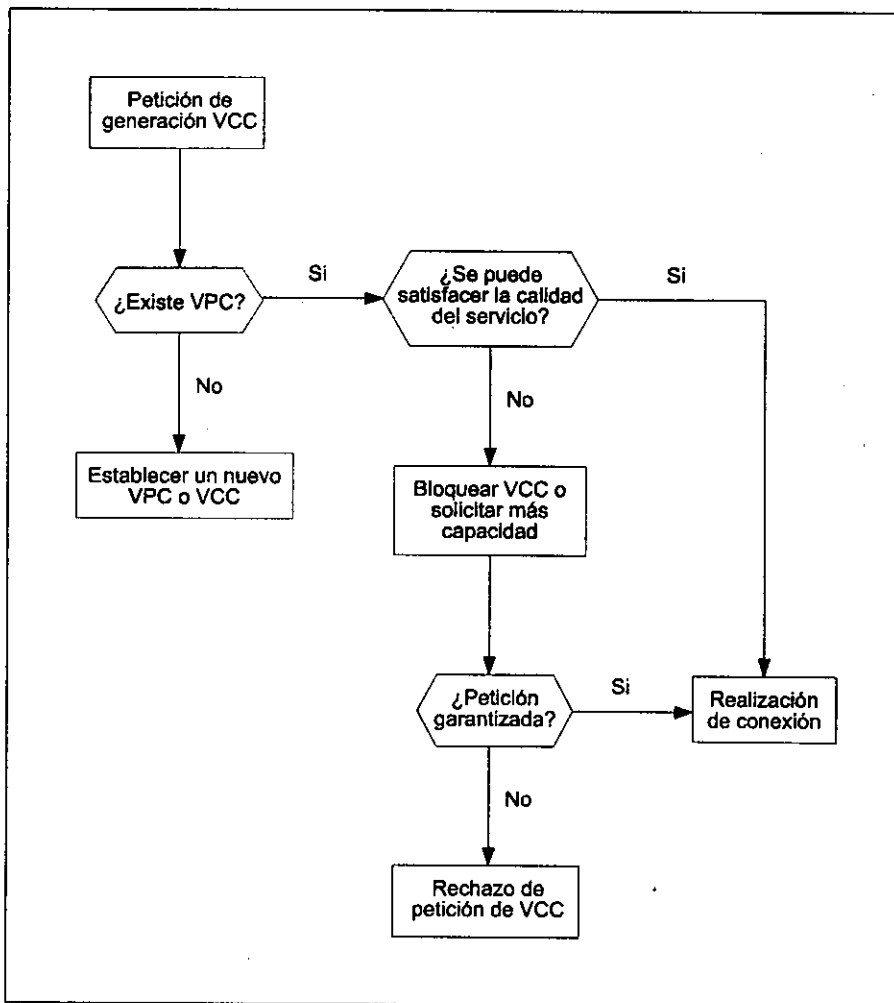 Petición de
generación VCC
¿Existe VPC?
Si
¿Se puede
satisfacer la calidad
del servicio?
Si
No
No
Establecer un nuevo
VPC o VCC
Bloquear VCC o
solicitar más
capacidad
¿Petición
garantizada?
Si
Realización
de conexión
No
Rechazo de
petición de VCC